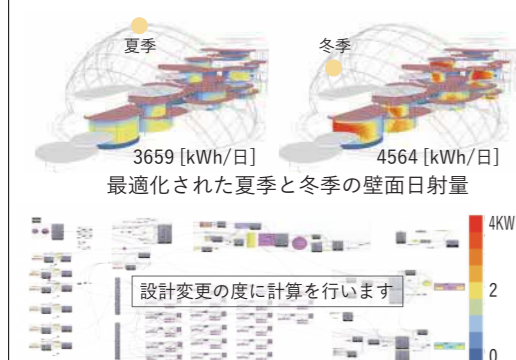 夏季
冬季
3659 [kWh/日]
4564 [kWh/日]
最適化された夏季と冬季の壁面日射量
設計変更の度に計算を行います
4KW
2
0